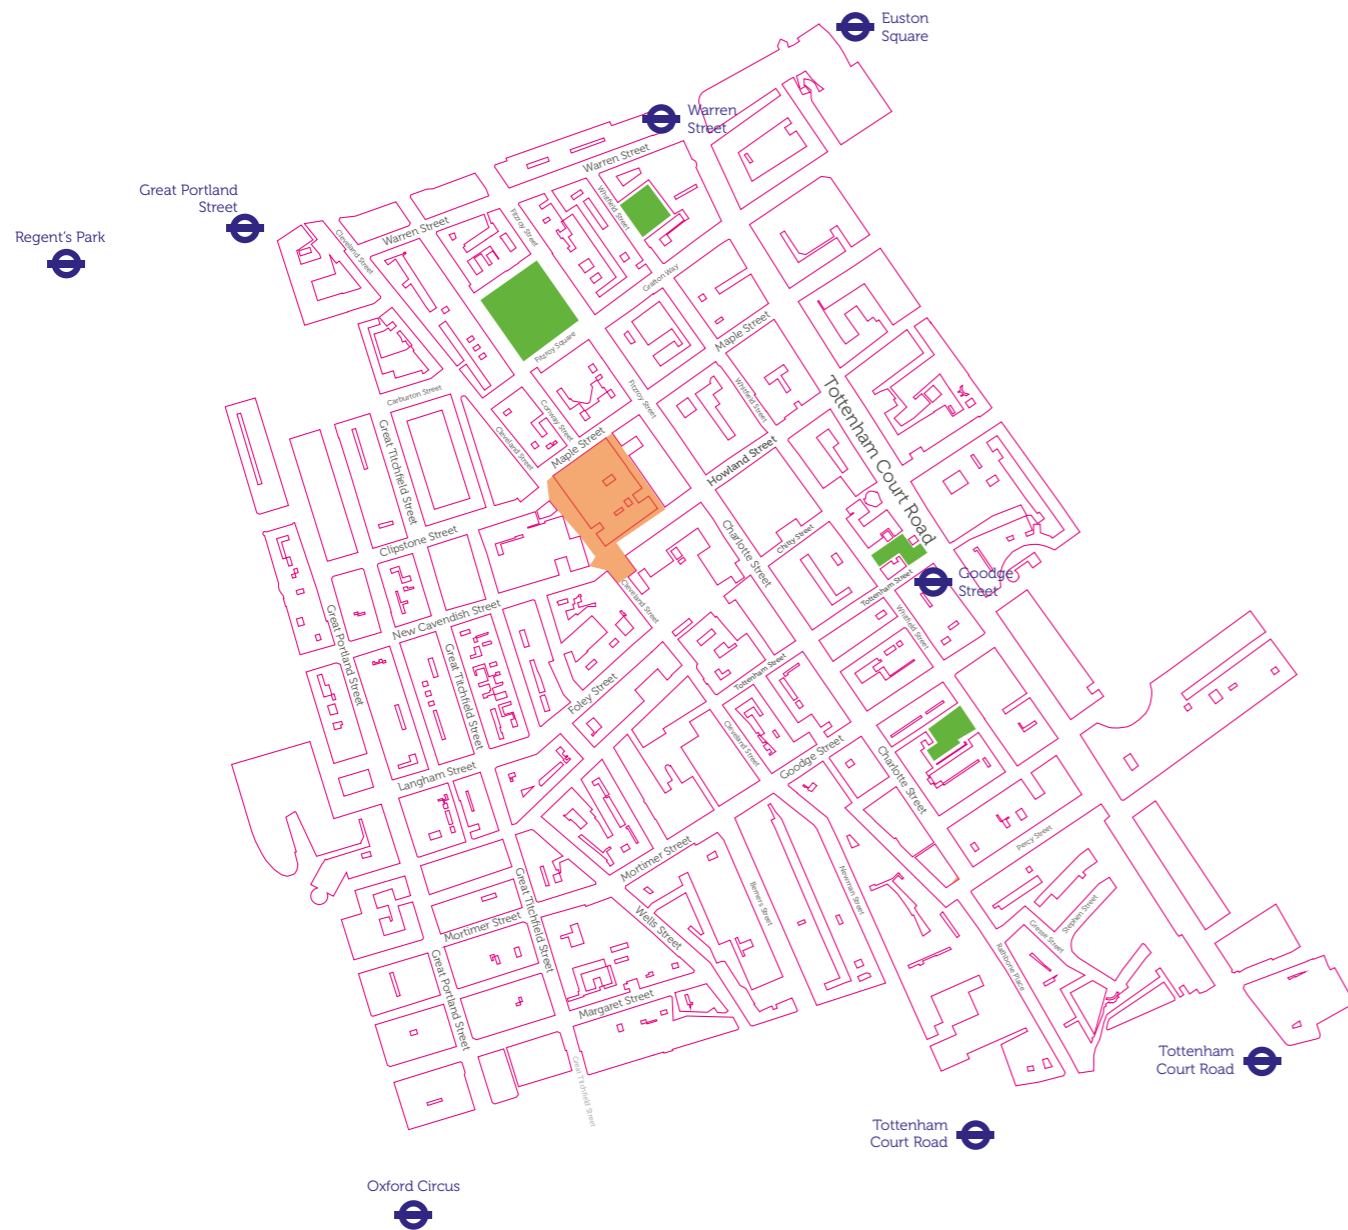 Euston
Square
Warren
Street
Warren Street
Great Portland
Street
Whitfield Street
Fitzroy Street
Warren Street
Regent's Park
Cleveland Street
Grafton Way
Maple Street
Fitzroy Square
Carburton Street
Fitzroy Street
Whitfield Street
Tottenham Court Road
Conway Street
Great Titchfield Street
Cleveland Street
Maple Street
Howland Street
Clipstone Street
Charlotte Street
Chitty Street
Goodge
Street
Tottenham Street
Cleveland Street
Whitfield Street
New Cavendish Street
Great Portland Street
Great Titchfield Street
Tottenham Street
Foley Street
Cleveland Street
Goodge Street
Charlotte Street
Langham Street
Percy Street
Mortimer Street
Newman Street
Berners Street
Great Titchfield Street
Wells Street
Mortimer Street
Stephen Street
Gresse Street
Rathbone Place
Great Portland Street
Margaret Street
Tottenham
Court Road
Great Titchfield Street
Tottenham
Court Road
Oxford Circus